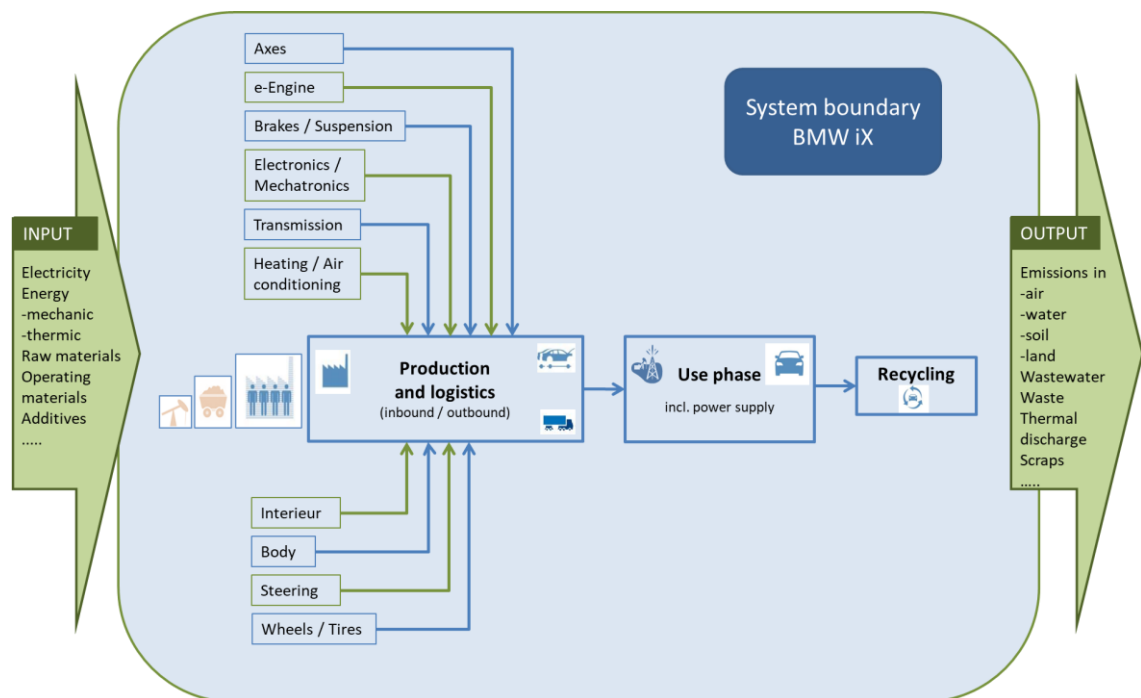 Axes
e-Engine
Brakes / Suspension
Electronics /
Mechatronics
Transmission
Heating / Air
conditioning
System boundary
BMW iX
INPUT
Electricity
Energy
-mechanic
-thermic
Raw materials
Operating
materials
Additives
.....
Production
and logistics
(inbound / outbound)
Use phase
incl. power supply
Recycling
Interieur
Body
Steering
Wheels / Tires
OUTPUT
Emissions in
-air
-water
-soil
-land
Wastewater
Waste
Thermal
discharge
Scraps
.....